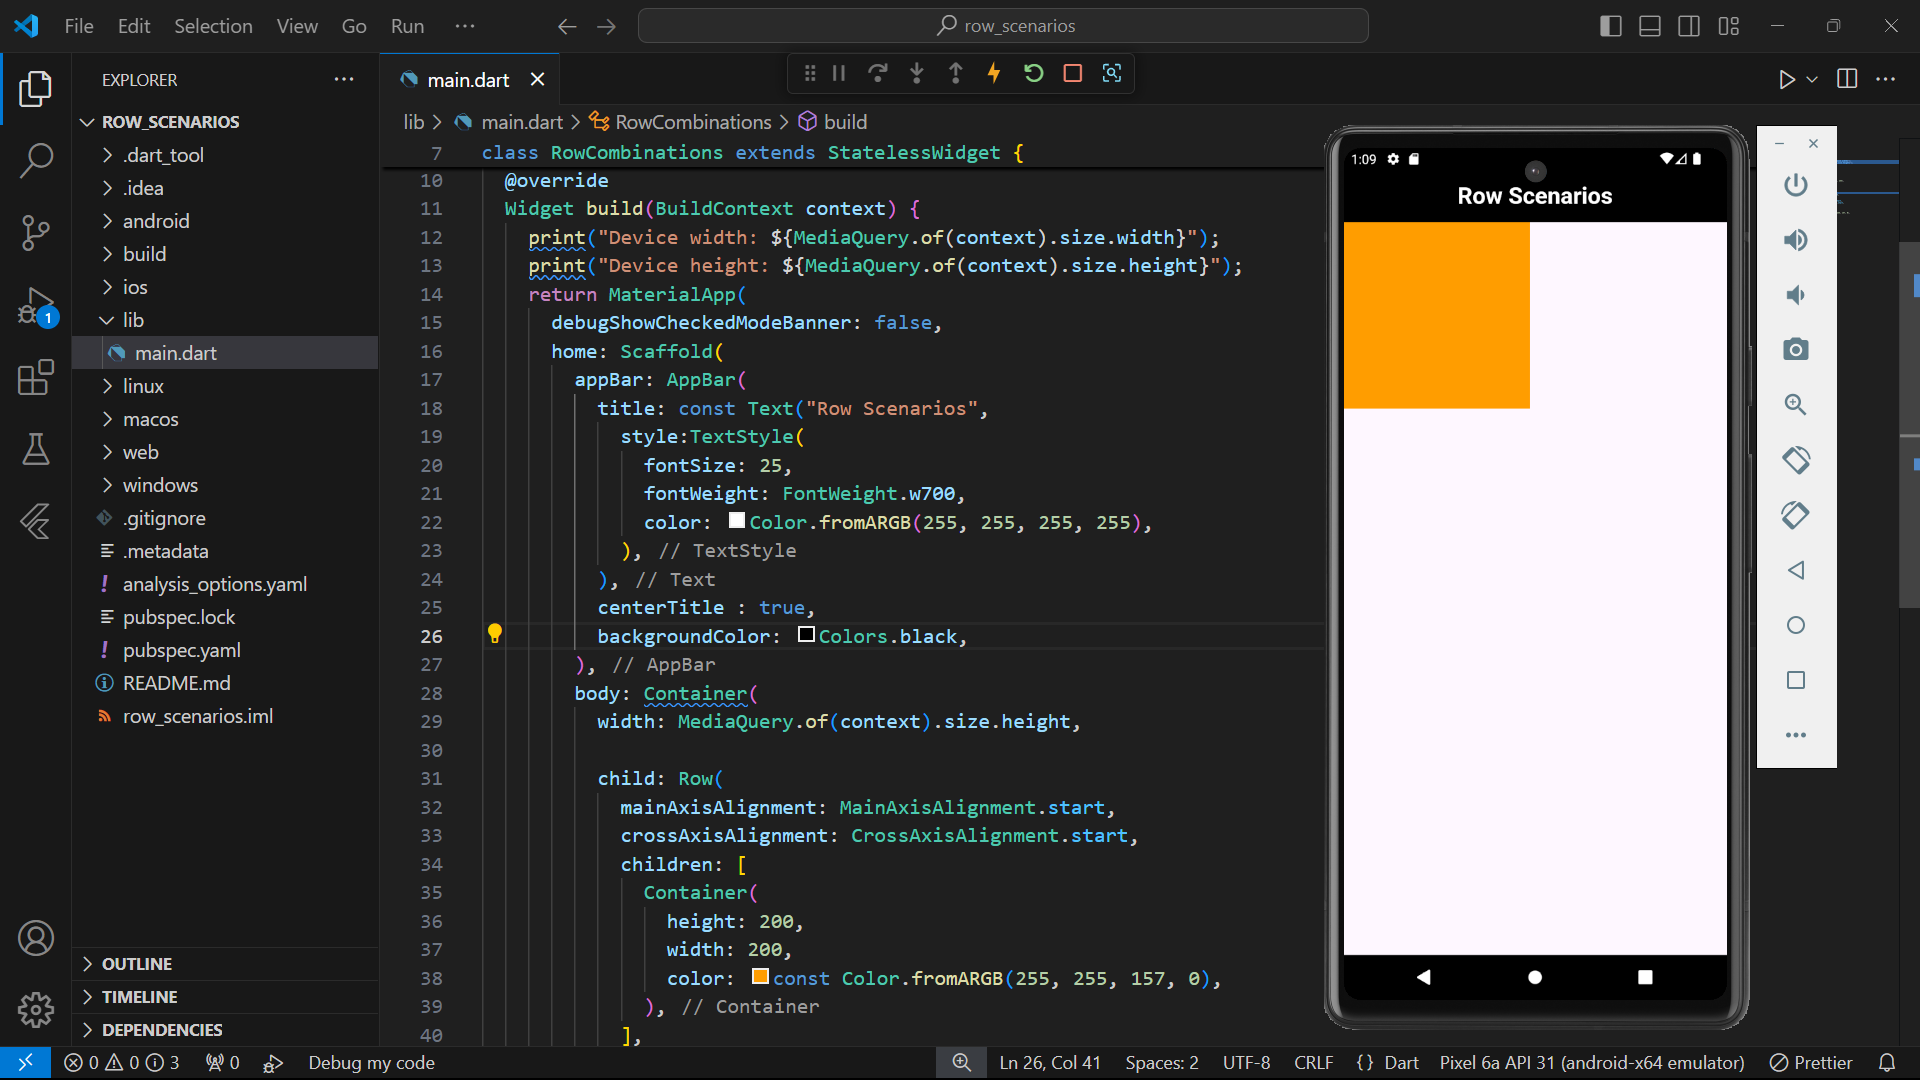 File Edit Selection View Go Run ···
row_scenarios
EXPLORER ···
ROW_SCENARIOS
.dart_tool
.idea
android
build
ios
lib
main.dart
linux
macos
web
windows
.gitignore
.metadata
analysis_options.yaml
pubspec.lock
pubspec.yaml
README.md
row_scenarios.iml
OUTLINE
TIMELINE
DEPENDENCIES
1
main.dart
lib > main.dart > RowCombinations > build
7 class RowCombinations extends StatelessWidget {
10 @override
11 Widget build(BuildContext context) {
12 print("Device width: ${MediaQuery.of(context).size.width}");
13 print("Device height: ${MediaQuery.of(context).size.height}");
14 return MaterialApp(
15 debugShowCheckedModeBanner: false,
16 home: Scaffold(
17 appBar: AppBar(
18 title: const Text("Row Scenarios",
19 style:TextStyle(
20 fontSize: 25,
21 fontWeight: FontWeight.w700,
22 color: Color.fromARGB(255, 255, 255, 255),
23 ), // TextStyle
24 ), // Text
25 centerTitle : true,
26 backgroundColor: Colors.black,
27 ), // AppBar
28 body: Container(
29 width: MediaQuery.of(context).size.height,
30
31 child: Row(
32 mainAxisAlignment: MainAxisAlignment.start,
33 crossAxisAlignment: CrossAxisAlignment.start,
34 children: [
35 Container(
36 height: 200,
37 width: 200,
38 color: const Color.fromARGB(255, 255, 157, 0),
39 ), // Container
40 ],
1:09
Row Scenarios
0 0 3 0 Debug my code Ln 26, Col 41 Spaces: 2 UTF-8 CRLF {} Dart Pixel 6a API 31 (android-x64 emulator) Prettier